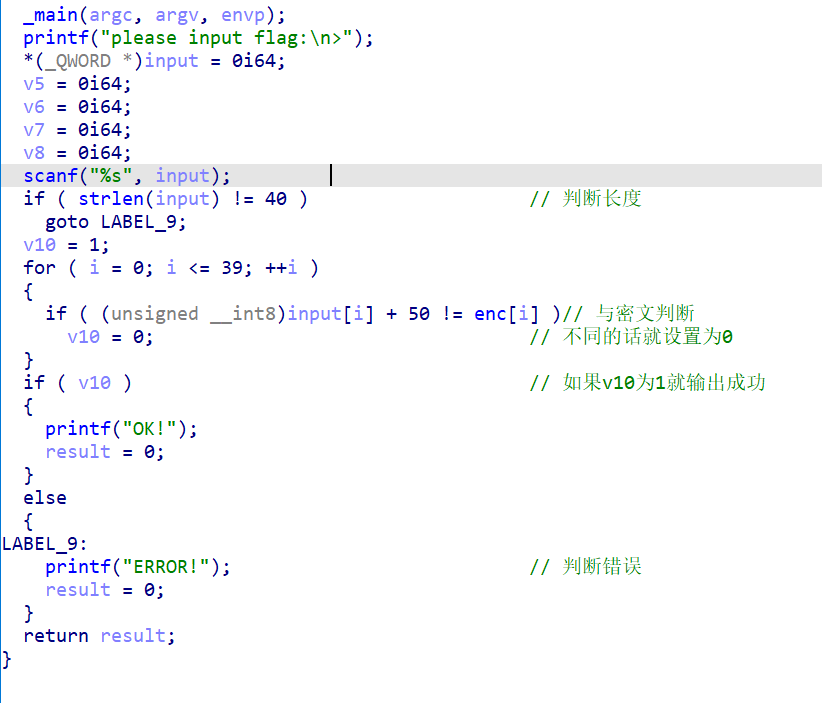 _main(argc, argv, envp);
printf("please input flag:\n>");
*(_QWORD *)input = 0i64;
v5 = 0i64;
v6 = 0i64;
v7 = 0i64;
v8 = 0i64;
scanf("%s", input);
if ( strlen(input) != 40 ) // 判断长度
goto LABEL_9;
v10 = 1;
for ( i = 0; i <= 39; ++i )
{
if ( (unsigned __int8)input[i] + 50 != enc[i] )// 与密文判断
v10 = 0; // 不同的话就设置为0
}
if ( v10 ) // 如果v10为1就输出成功
{
printf("OK!");
result = 0;
}
else
{
LABEL_9:
printf("ERROR!"); // 判断错误
result = 0;
}
return result;
}